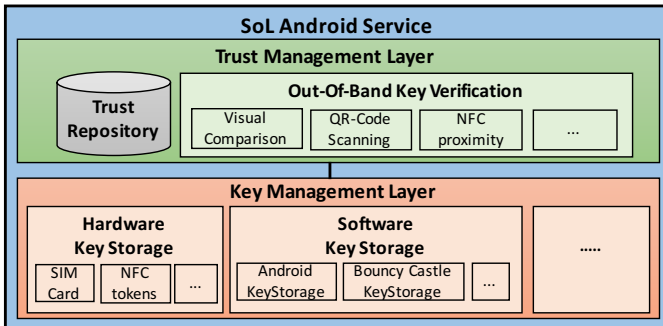 SoL Android Service
Trust Management Layer
Trust
Repository
Out-Of-Band Key Verification
Visual
Comparison
QR-Code
Scanning
NFC
proximity
...
Key Management Layer
Hardware
Key Storage
SIM
Card
NFC
tokens
...
Software
Key Storage
Android
KeyStorage
Bouncy Castle
KeyStorage
...
.....